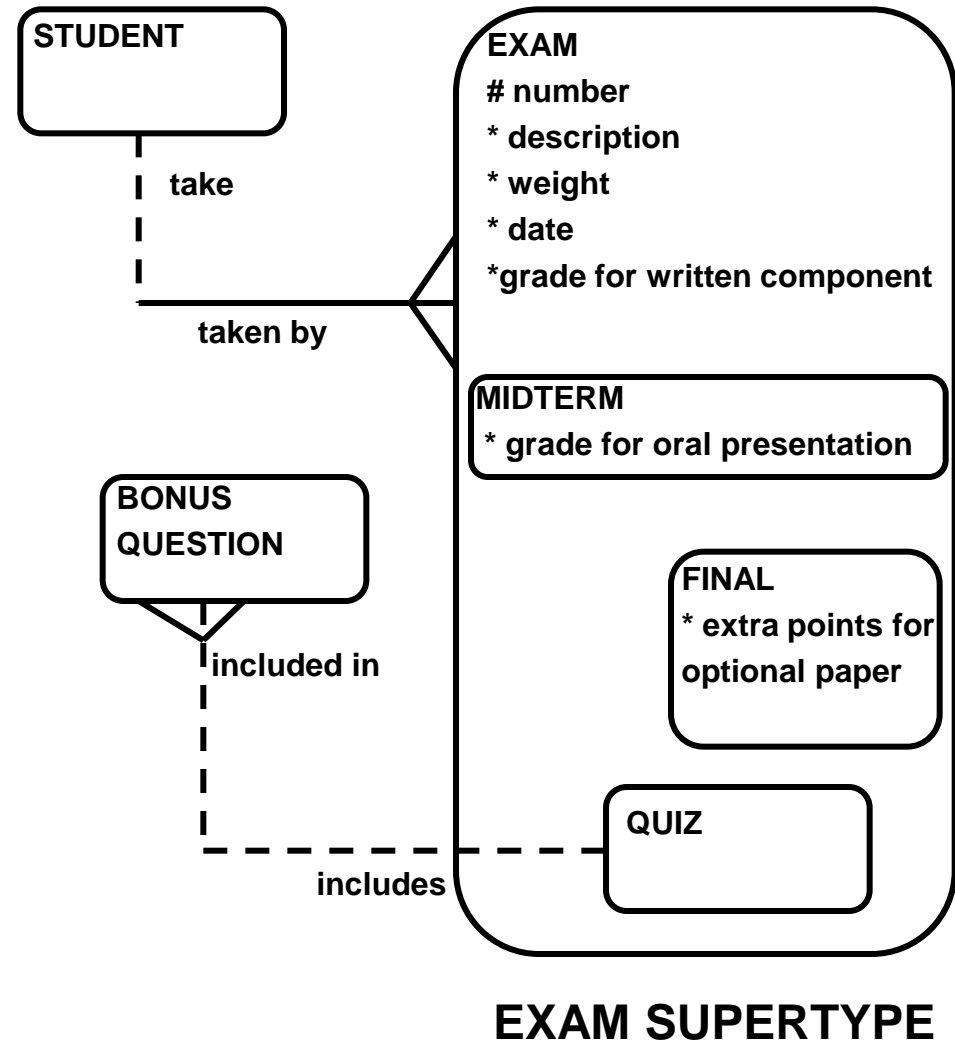 STUDENT
take
taken by
EXAM
# number
* description
* weight
* date
*grade for written component
MIDTERM
* grade for oral presentation
BONUS
QUESTION
included in
includes
FINAL
* extra points for
optional paper
QUIZ
EXAM SUPERTYPE